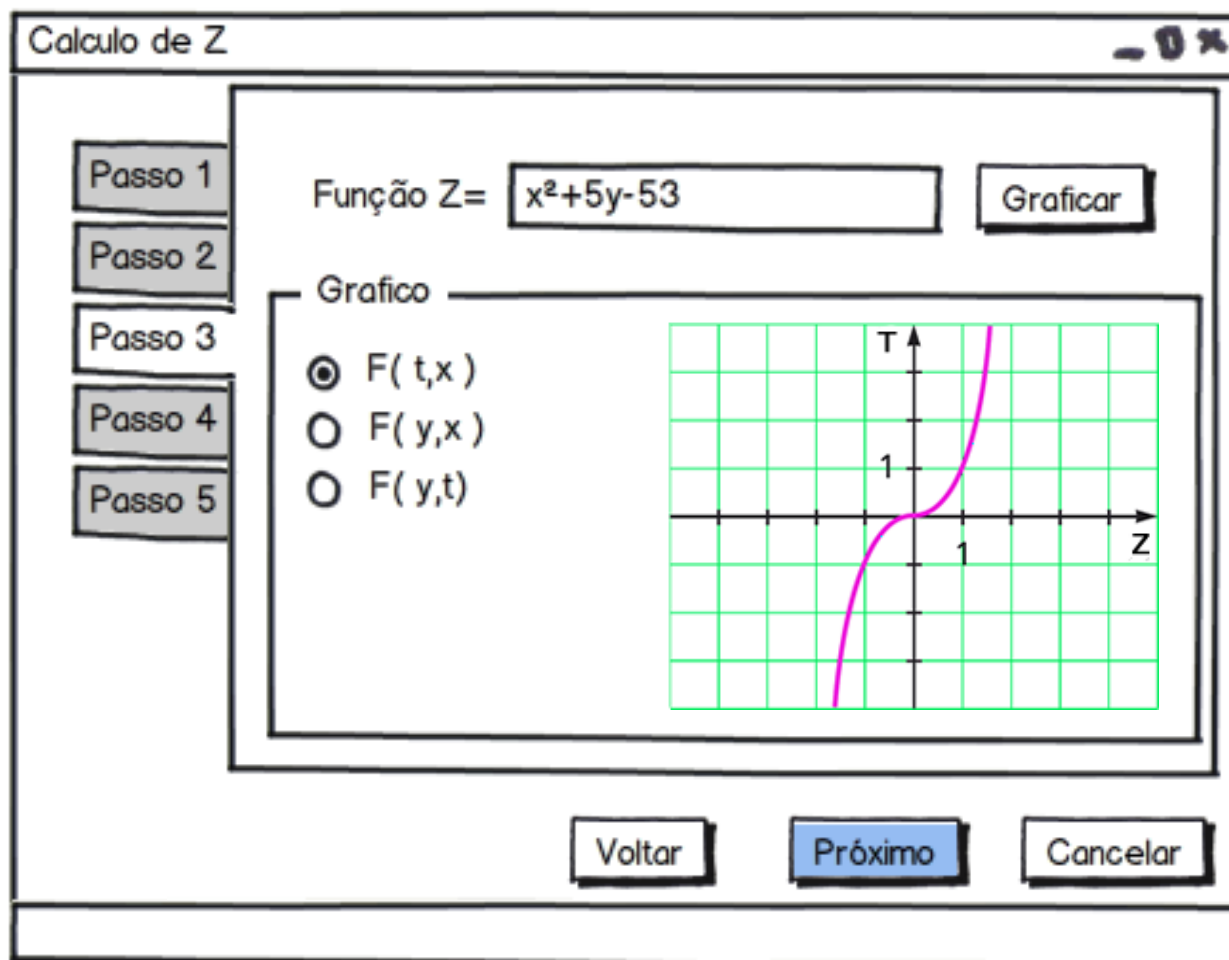 Calculo de Z
Passo 1
Passo 2
Passo 3
Passo 4
Passo 5
Função Z= x²+5y-53 Graficar
Grafico
F( t,x )
F( y,x )
F( y,t)
T
1
1
Z
Voltar Próximo Cancelar